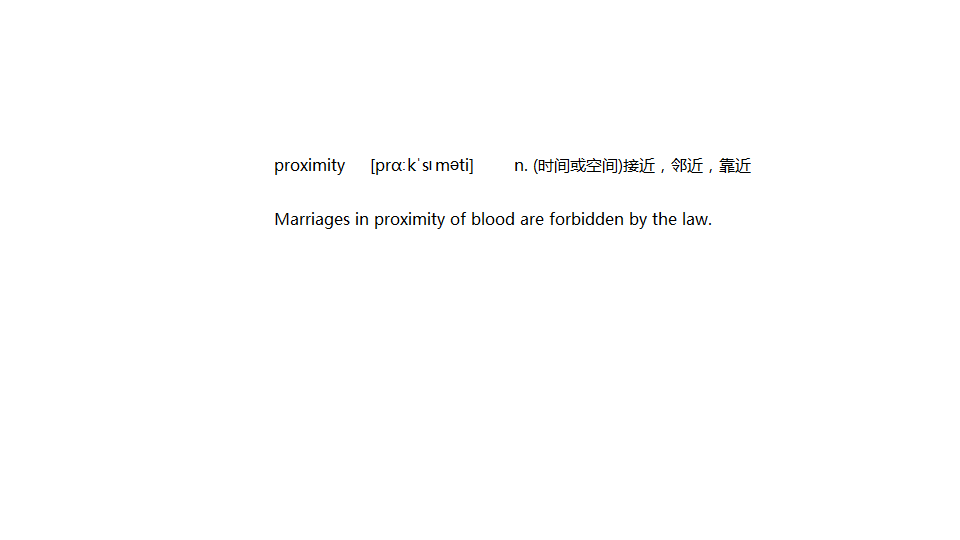 proximity [prɑːkˈsɪməti] n. (时间或空间)接近，邻近，靠近
Marriages in proximity of blood are forbidden by the law.